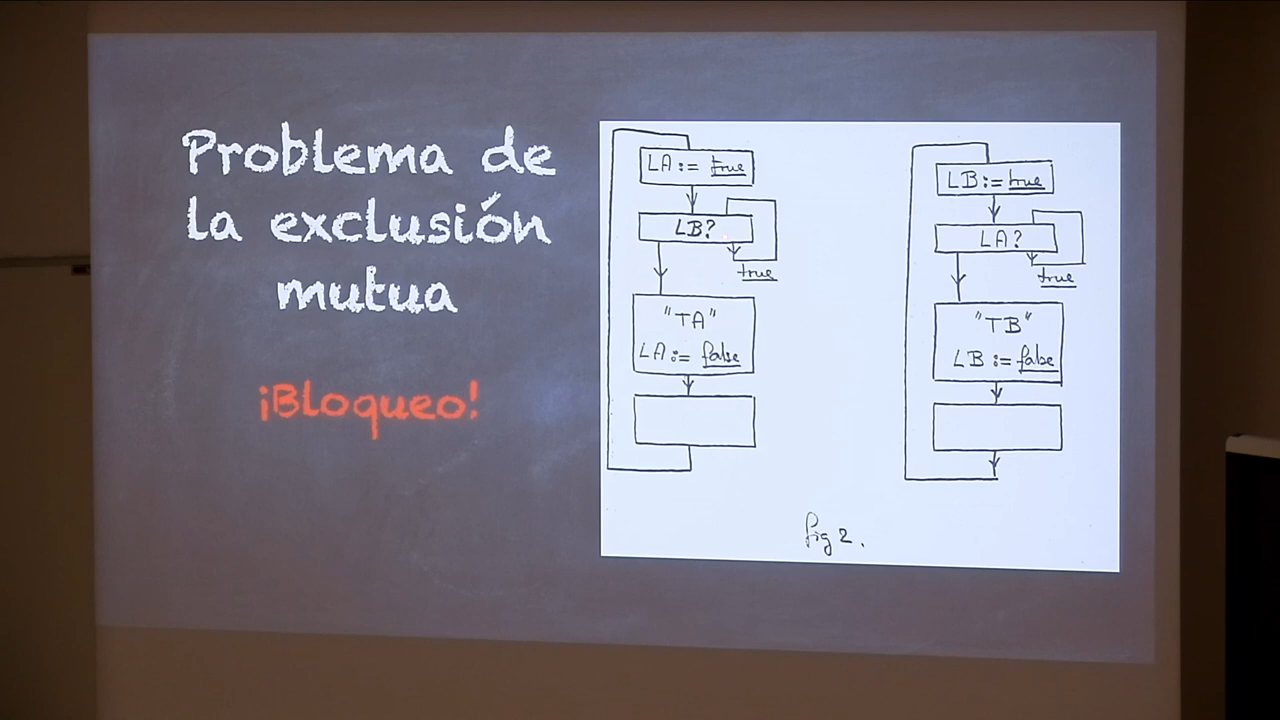 Problema de
la exclusión
mutua
¡Bloqueo!
LA := true
LB?
true
"TA"
LA := false
LB := true
LA?
true
"TB"
LB := false
fig 2.